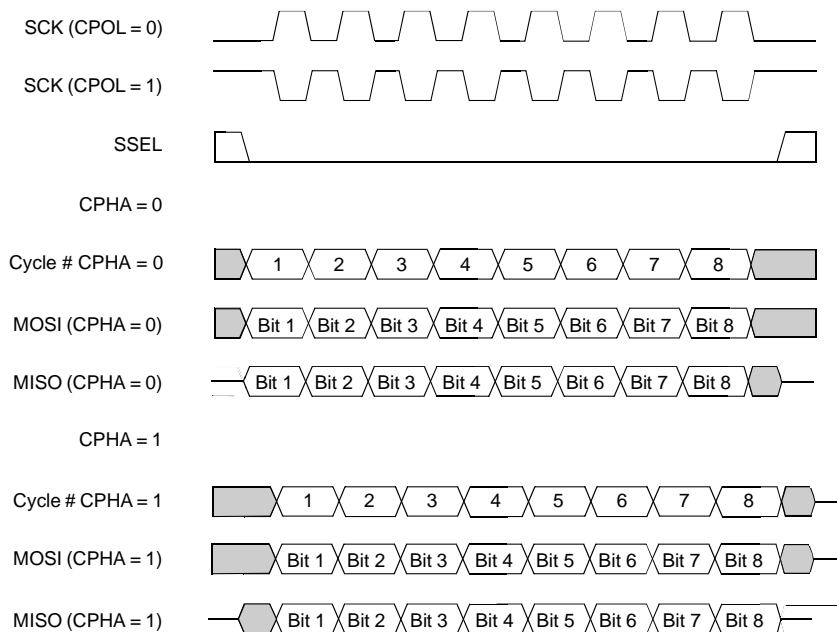 SCK (CPOL = 0)
SCK (CPOL = 1)
SSEL
CPHA = 0
Cycle # CPHA = 0 1 2 3 4 5 6 7 8
MOSI (CPHA = 0) Bit 1 Bit 2 Bit 3 Bit 4 Bit 5 Bit 6 Bit 7 Bit 8
MISO (CPHA = 0) Bit 1 Bit 2 Bit 3 Bit 4 Bit 5 Bit 6 Bit 7 Bit 8
CPHA = 1
Cycle # CPHA = 1 1 2 3 4 5 6 7 8
MOSI (CPHA = 1) Bit 1 Bit 2 Bit 3 Bit 4 Bit 5 Bit 6 Bit 7 Bit 8
MISO (CPHA = 1) Bit 1 Bit 2 Bit 3 Bit 4 Bit 5 Bit 6 Bit 7 Bit 8